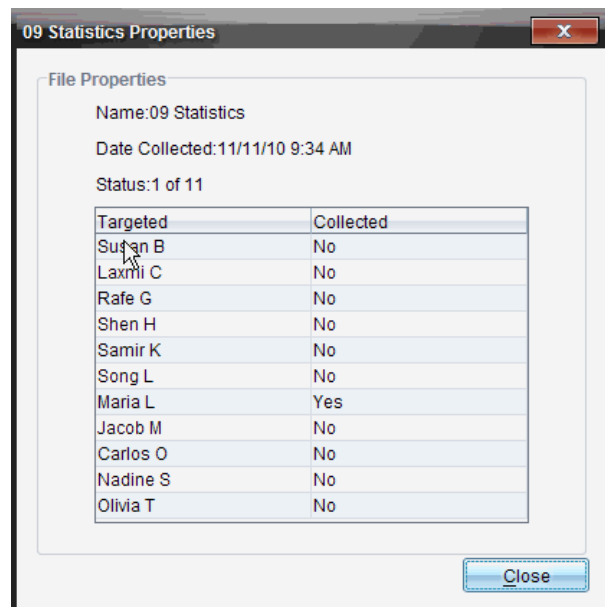 09 Statistics Properties
x
File Properties
Name:09 Statistics
Date Collected:11/11/10 9:34 AM
Status:1 of 11
Targeted Collected
Susan B No
Laxmi C No
Rafe G No
Shen H No
Samir K No
Song L No
Maria L Yes
Jacob M No
Carlos O No
Nadine S No
Olivia T No
Close